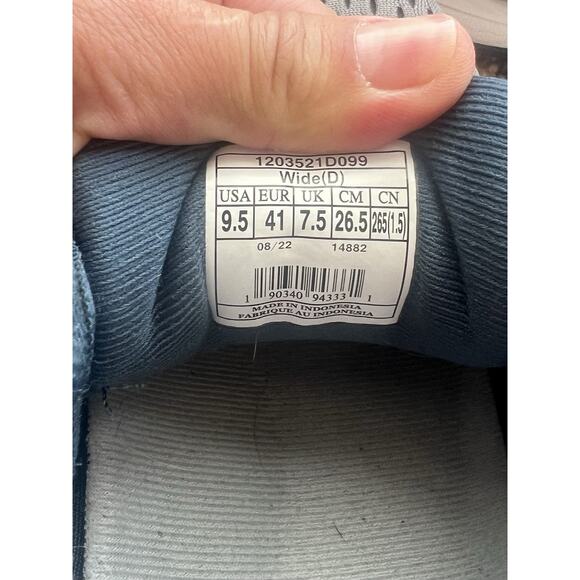 1203521D099
Wide(D)
USA EUR UK CM CN
9.5 41 7.5 26.5 265(1.5)
08/22 14882
1 90340 94333 1
MADE IN INDONESIA
FABRIQUE AU INDONESIA